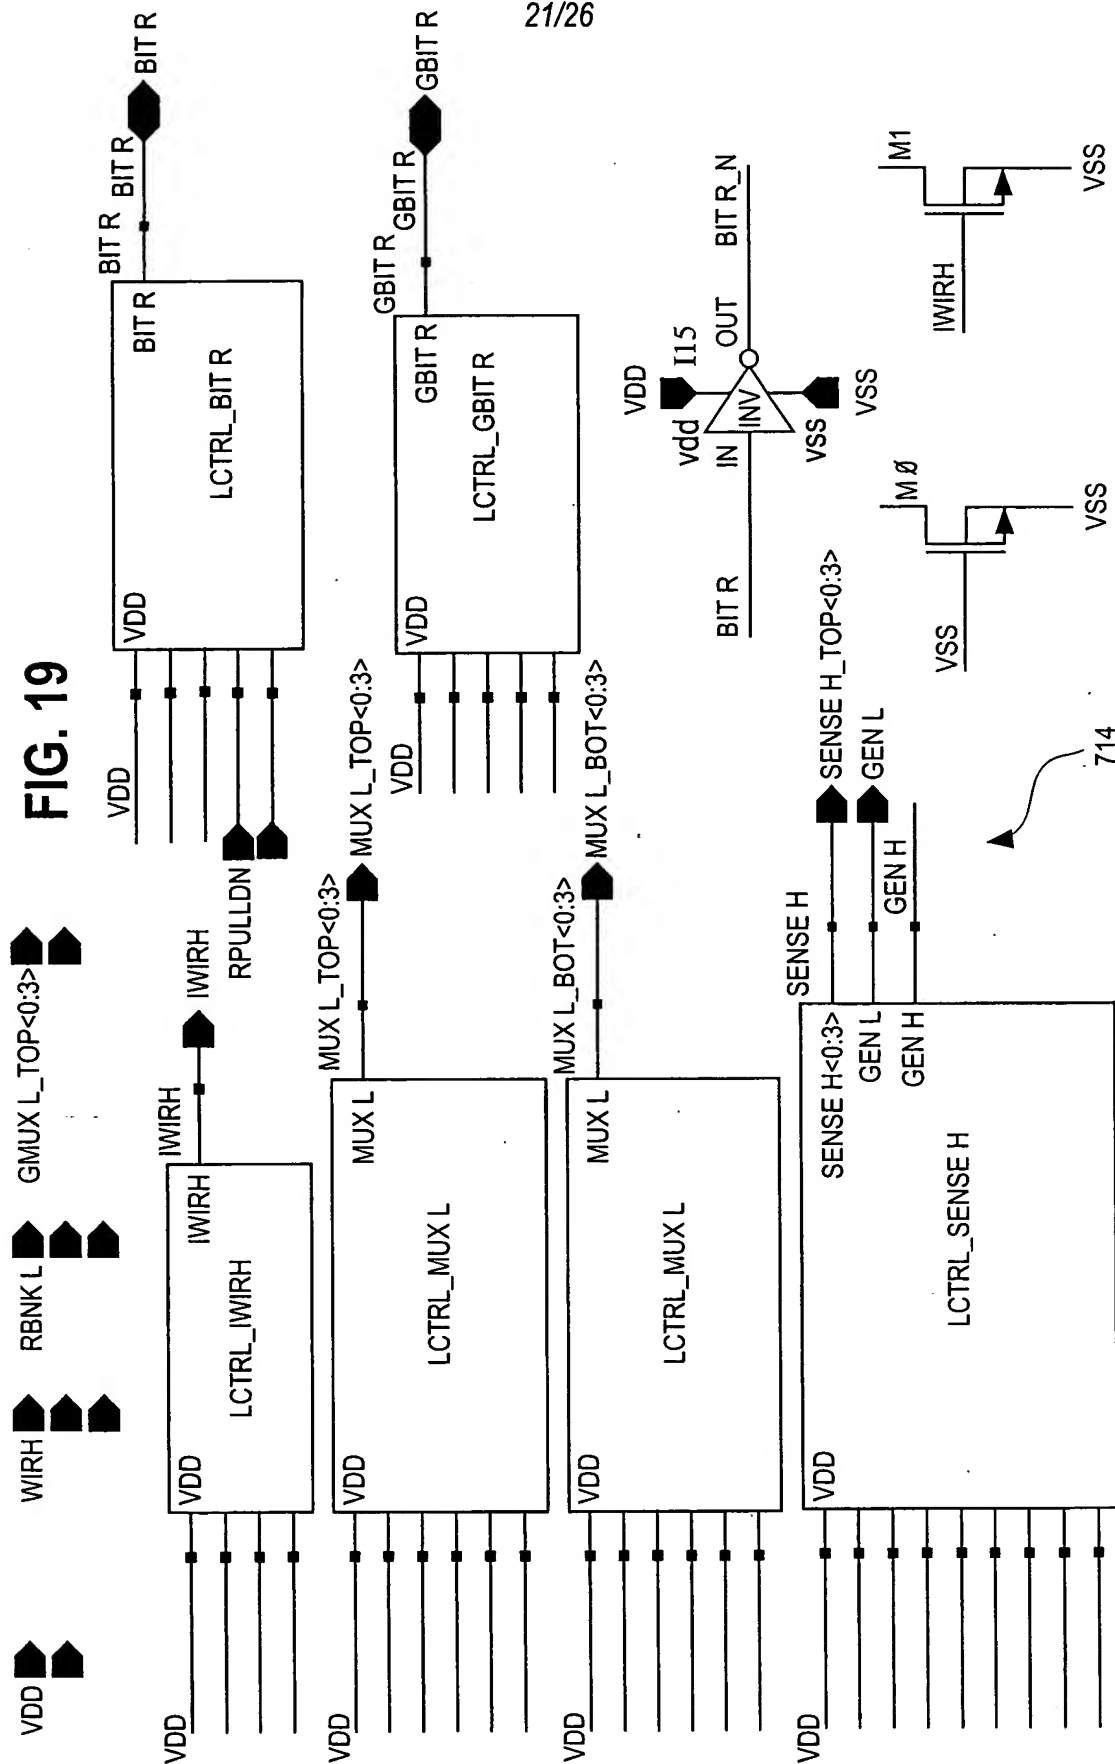 21/26
FIG. 19
VDD
WIRH
RBNK L
GMUX L_TOP<0:3>
VDD
VDD
LCTRL_IWIRH
IWIRH
IWIRH
IWIRH
VDD
VDD
LCTRL_MUX L
MUX L
MUX L_TOP<0:3>
MUX L_TOP<0:3>
VDD
VDD
LCTRL_MUX L
MUX L
MUX L_BOT<0:3>
MUX L_BOT<0:3>
VDD
VDD
LCTRL_SENSE H
SENSE H<0:3>
GEN L
GEN H
SENSE H
GEN H
SENSE H_TOP<0:3>
GEN L
714
VDD
RPULLDN
VDD
LCTRL_BIT R
BIT R
BIT R
BIT R
BIT R
VDD
VDD
LCTRL_GBIT R
GBIT R
GBIT R
GBIT R
GBIT R
BIT R
IN
INV
OUT
BIT R_N
VDD
vdd
I15
VSS
VSS
VSS
MØ
VSS
IWIRH
M1
VSS